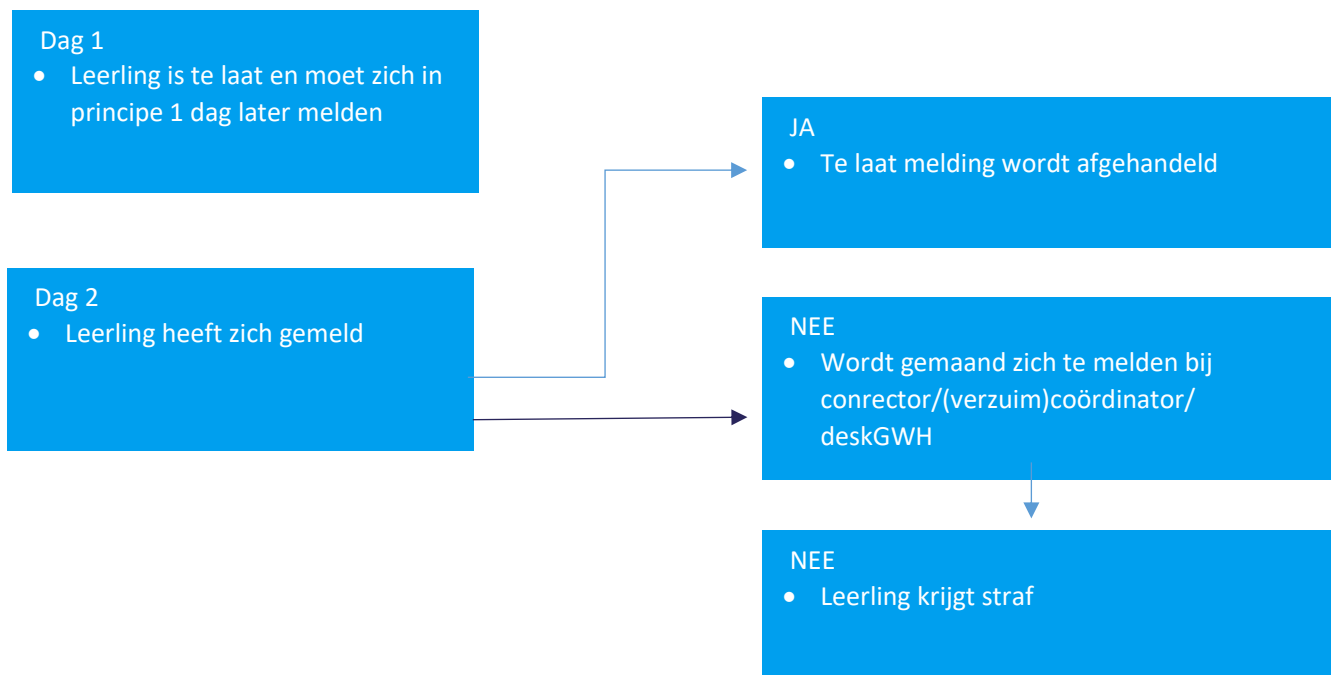 Dag 1
• Leerling is te laat en moet zich in
principe 1 dag later melden
Dag 2
• Leerling heeft zich gemeld
JA
• Te laat melding wordt afgehandeld
NEE
• Wordt gemaand zich te melden bij
conrector/(verzuim)coördinator/
deskGWH
NEE
• Leerling krijgt straf